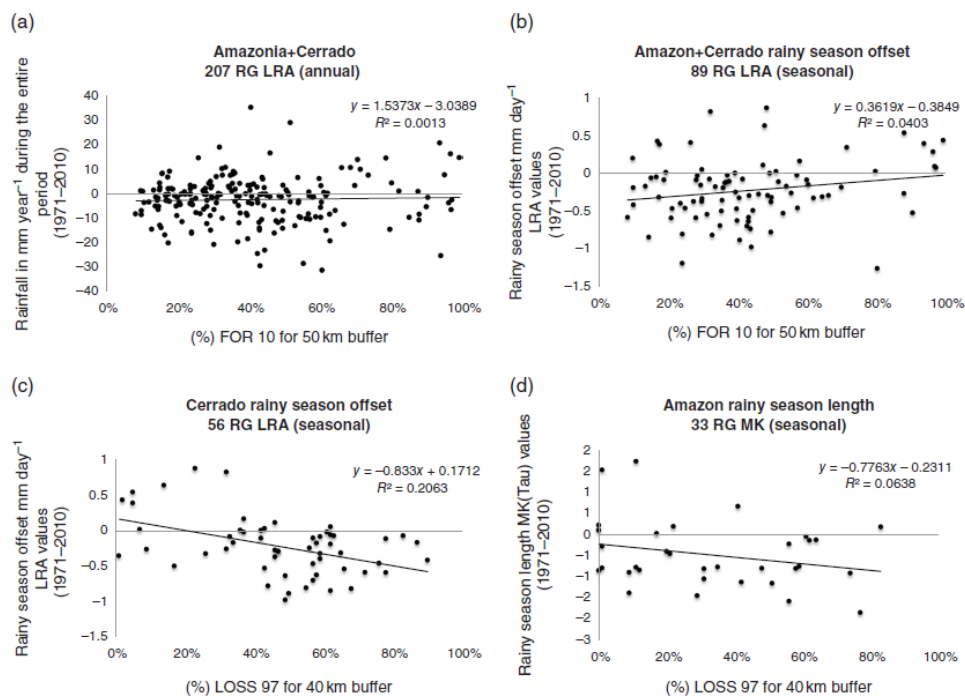 (a)
Amazonia+Cerrado
207 RG LRA (annual)
Rainfall in mm year⁻¹ during the entire
period
(1971–2010)
y = 1.5373x – 3.0389
R² = 0.0013
40
30
20
10
0
–10
–20
–30
–40
0% 20% 40% 60% 80% 100%
(%) FOR 10 for 50 km buffer
(b)
Amazon+Cerrado rainy season offset
89 RG LRA (seasonal)
Rainy season offset mm day⁻¹
LRA values
(1971–2010)
y = 0.3619x – 0.3849
R² = 0.0403
1
0.5
0
–0.5
–1
–1.5
0% 20% 40% 60% 80% 100%
(%) FOR 10 for 50 km buffer
(c)
Cerrado rainy season offset
56 RG LRA (seasonal)
Rainy season offset mm day⁻¹
LRA values
(1971–2010)
y = –0.833x + 0.1712
R² = 0.2063
1
0.5
0
–0.5
–1
–1.5
0% 20% 40% 60% 80% 100%
(%) LOSS 97 for 40 km buffer
(d)
Amazon rainy season length
33 RG MK (seasonal)
Rainy season length MK(Tau) values
(1971–2010)
y = –0.7763x – 0.2311
R² = 0.0638
2
2
1
1
0
–1
–1
–2
–2
–3
0% 20% 40% 60% 80% 100%
(%) LOSS 97 for 40 km buffer